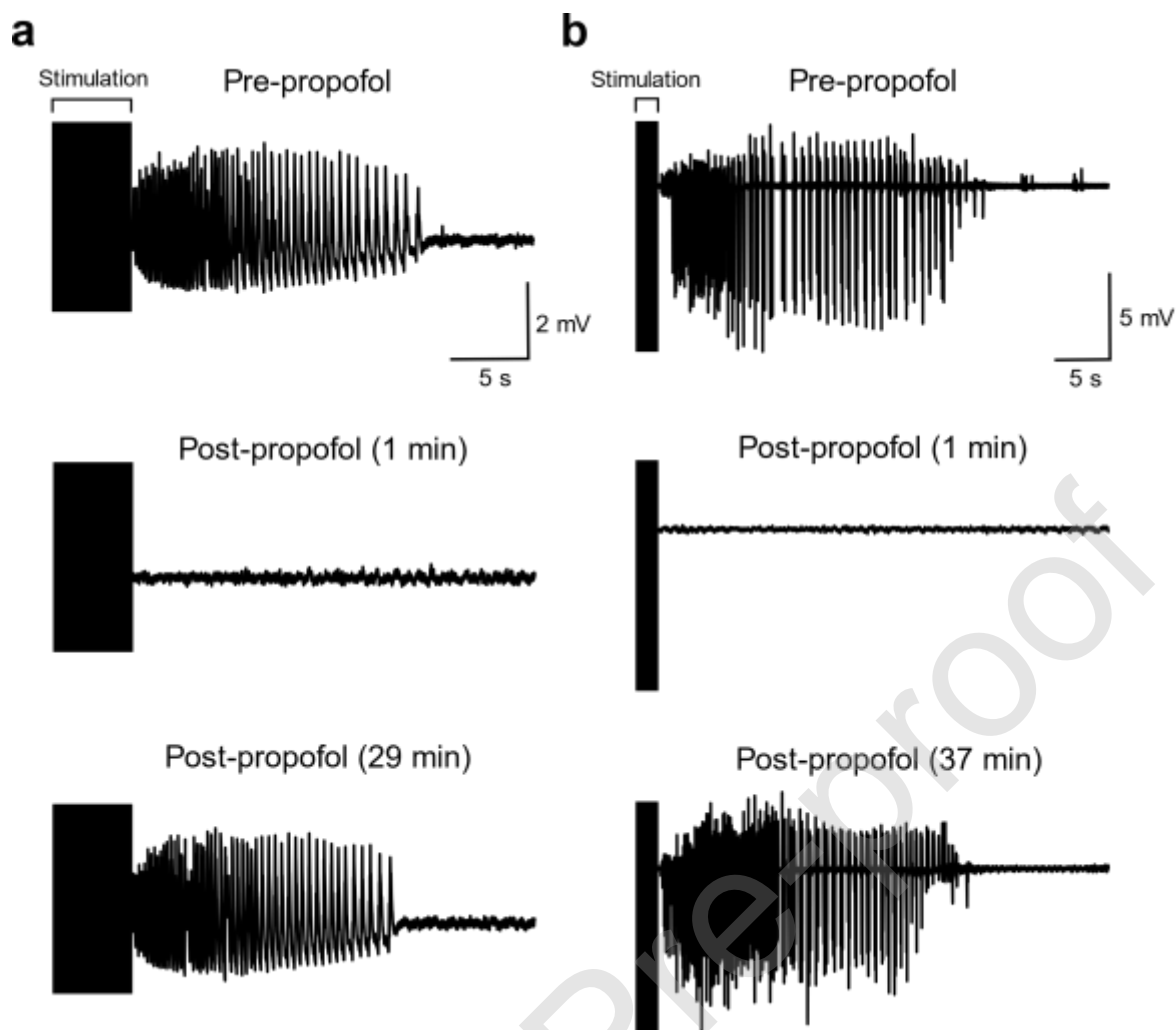 a
b
Stimulation
Pre-propofol
Stimulation
Pre-propofol
2 mV
5 s
5 mV
5 s
Post-propofol (1 min)
Post-propofol (1 min)
Post-propofol (29 min)
Post-propofol (37 min)
Pre-proof